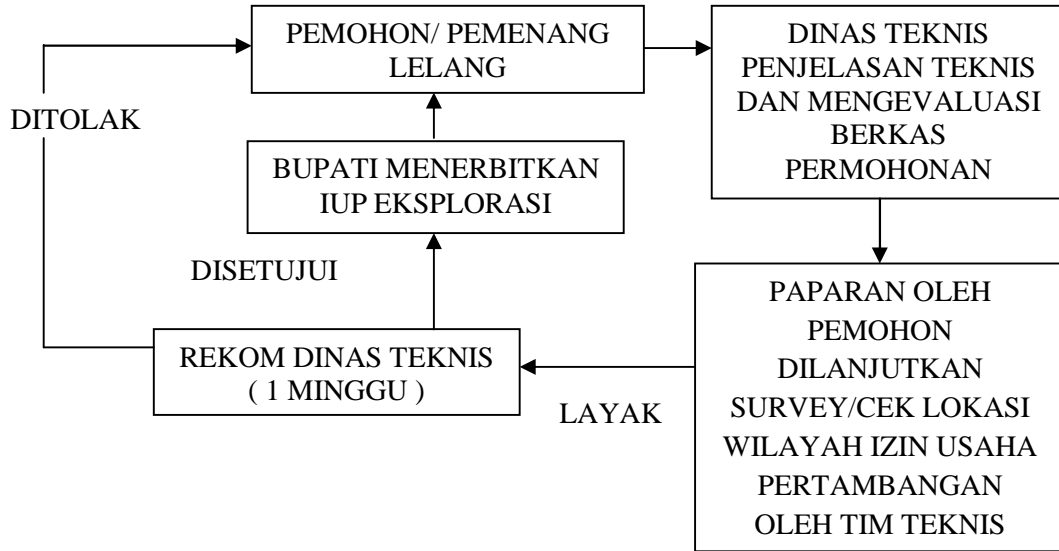 PEMOHON/ PEMENANG
LELANG
DINAS TEKNIS
PENJELASAN TEKNIS
DAN MENGEVALUASI
BERKAS
PERMOHONAN
DITOLAK
BUPATI MENERBITKAN
IUP EKSPLORASI
DISETUJUI
PAPARAN OLEH
PEMOHON
DILANJUTKAN
SURVEY/CEK LOKASI
WILAYAH IZIN USAHA
PERTAMBANGAN
OLEH TIM TEKNIS
REKOM DINAS TEKNIS
( 1 MINGGU )
LAYAK